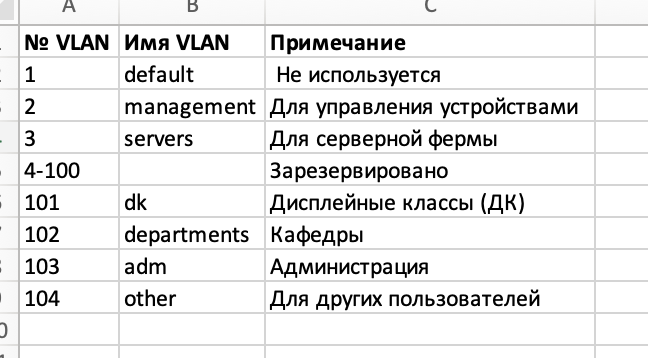 A B C
№ VLAN Имя VLAN Примечание
1 default Не используется
2 management Для управления устройствами
3 servers Для серверной фермы
4-100 Зарезервировано
101 dk Дисплейные классы (ДК)
102 departments Кафедры
103 adm Администрация
104 other Для других пользователей